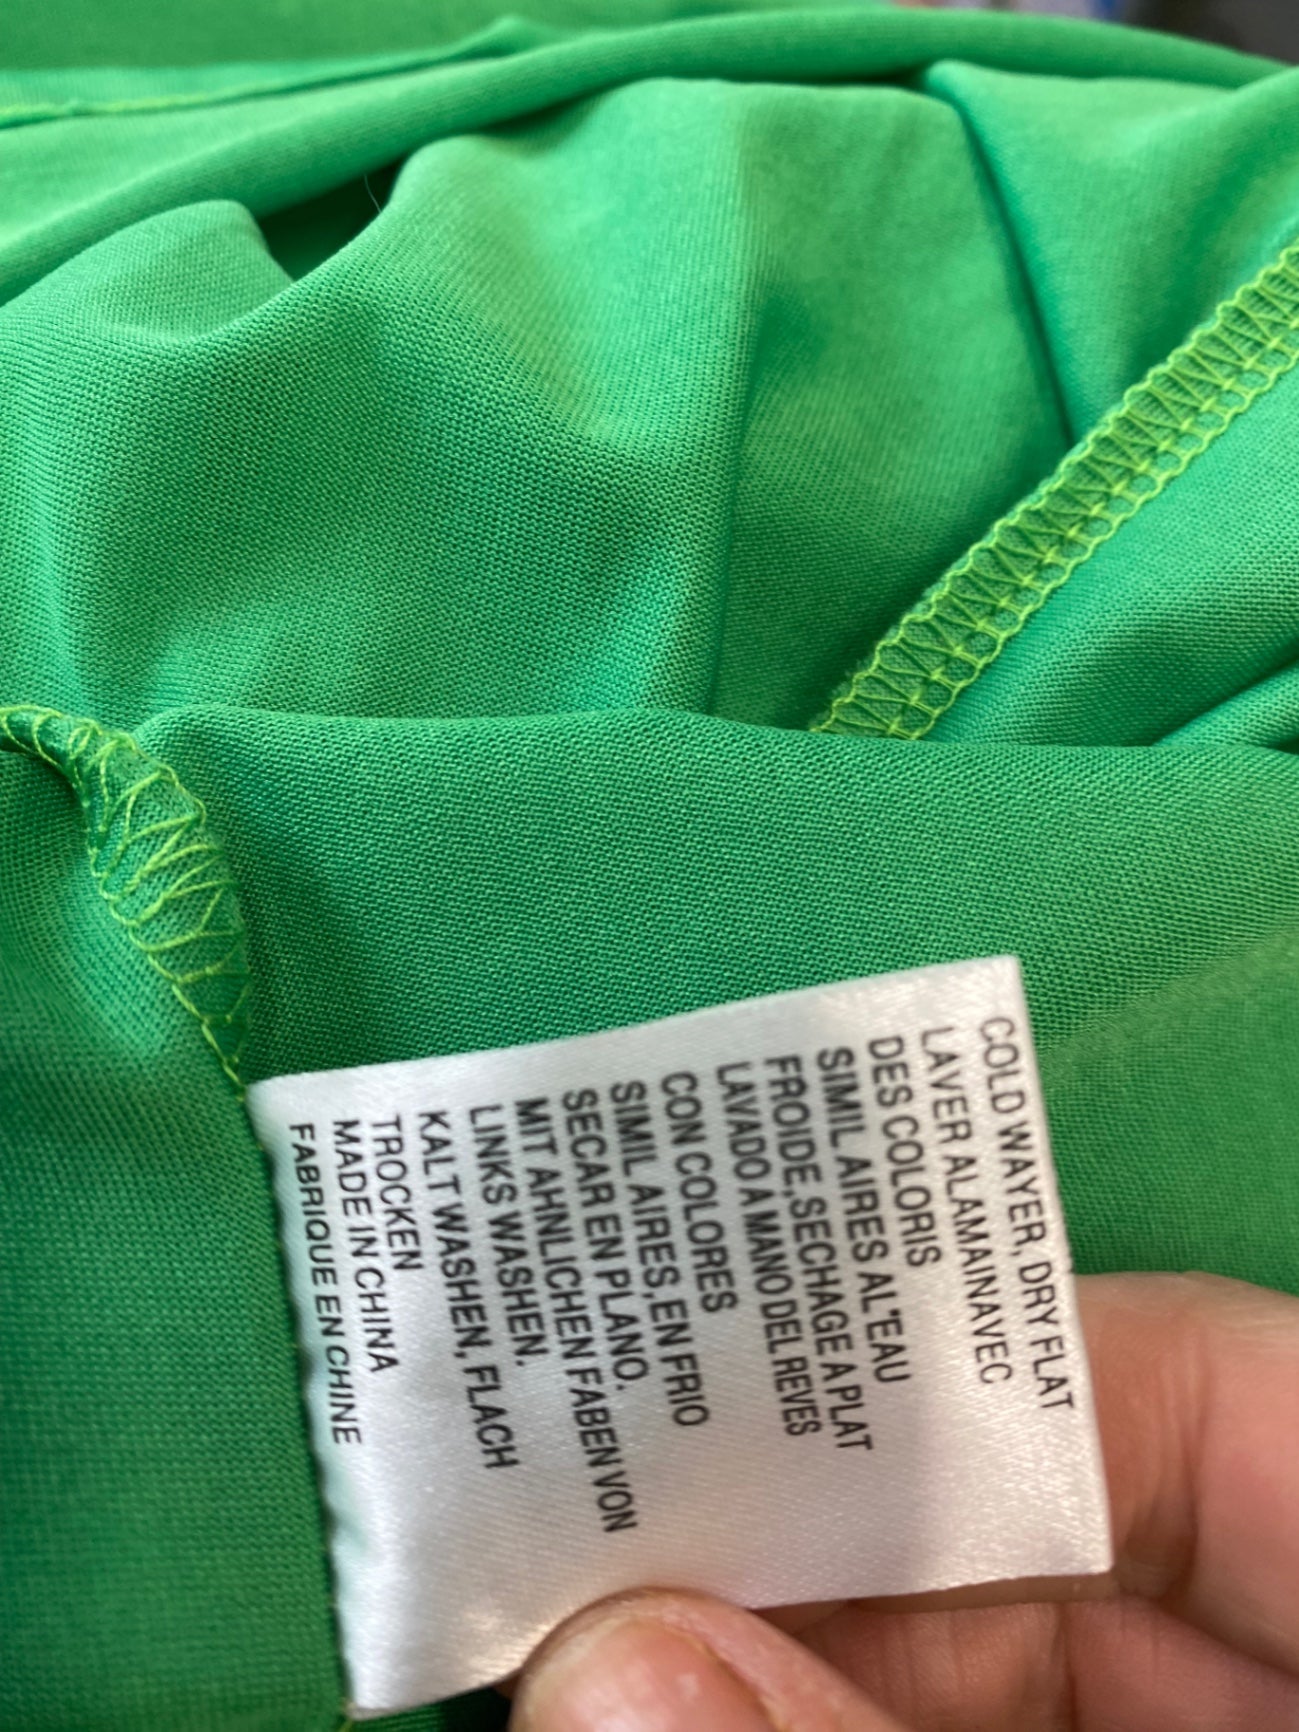 COLD WAYER, DRY FLAT
LAVER ALAMAINAVEC
DES COLORIS
SIMIL AIRES AL"EAU
FROIDE,SECHAGE A PLAT
LAVADO A MANO DEL REVES
CON COLORES
SIMIL AIRES,EN FRIO
SECAR EN PLANO.
MIT AHNLICHEN FABEN VON
LINKS WASHEN.
KALT WASHEN, FLACH
TROCKEN
MADE IN CHINA
FABRIQUE EN CHINE